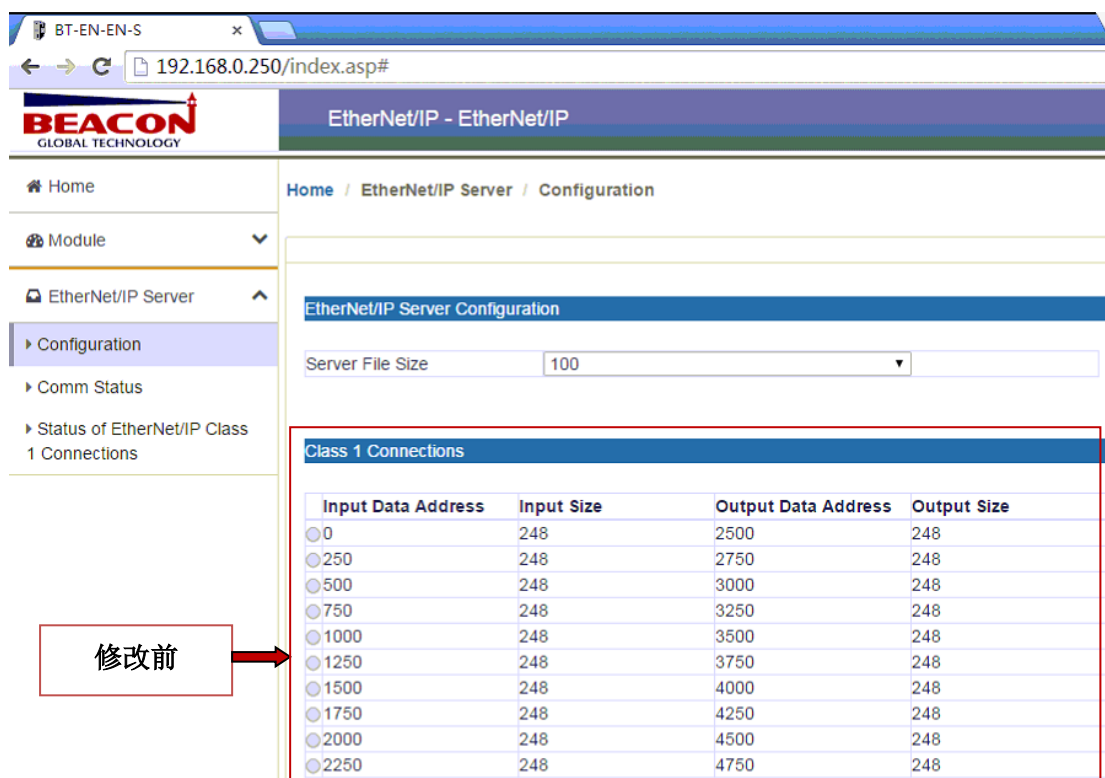 BT-EN-EN-S ×
192.168.0.250/index.asp#
BEACON
GLOBAL TECHNOLOGY
EtherNet/IP - EtherNet/IP
Home
Module
EtherNet/IP Server
Configuration
Comm Status
Status of EtherNet/IP Class
1 Connections
Home / EtherNet/IP Server / Configuration
EtherNet/IP Server Configuration
Server File Size 100
Class 1 Connections
Input Data Address Input Size Output Data Address Output Size
0 248 2500 248
250 248 2750 248
500 248 3000 248
750 248 3250 248
1000 248 3500 248
1250 248 3750 248
1500 248 4000 248
1750 248 4250 248
2000 248 4500 248
2250 248 4750 248
修改前